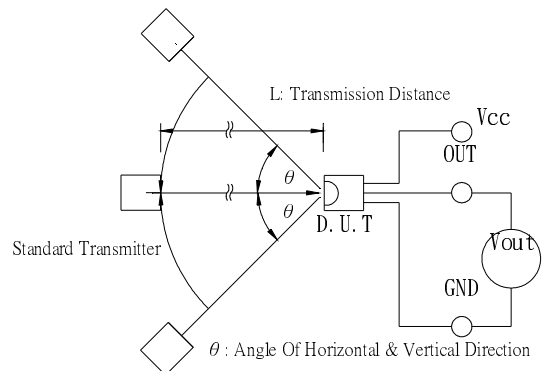 L: Transmission Distance
Vcc
OUT
θ
θ
D.U.T
Standard Transmitter
Vout
GND
θ : Angle Of Horizontal & Vertical Direction